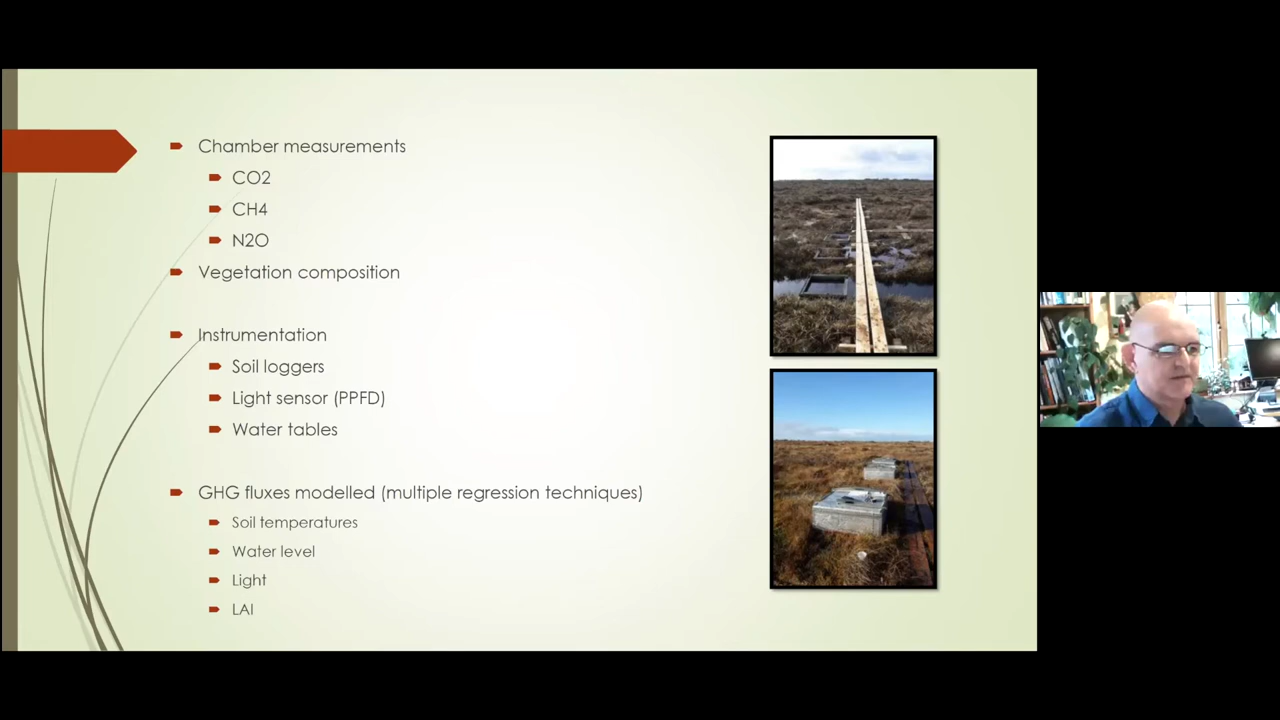 Chamber measurements
CO2
CH4
N2O
Vegetation composition
Instrumentation
Soil loggers
Light sensor (PPFD)
Water tables
GHG fluxes modelled (multiple regression techniques)
Soil temperatures
Water level
Light
LAI